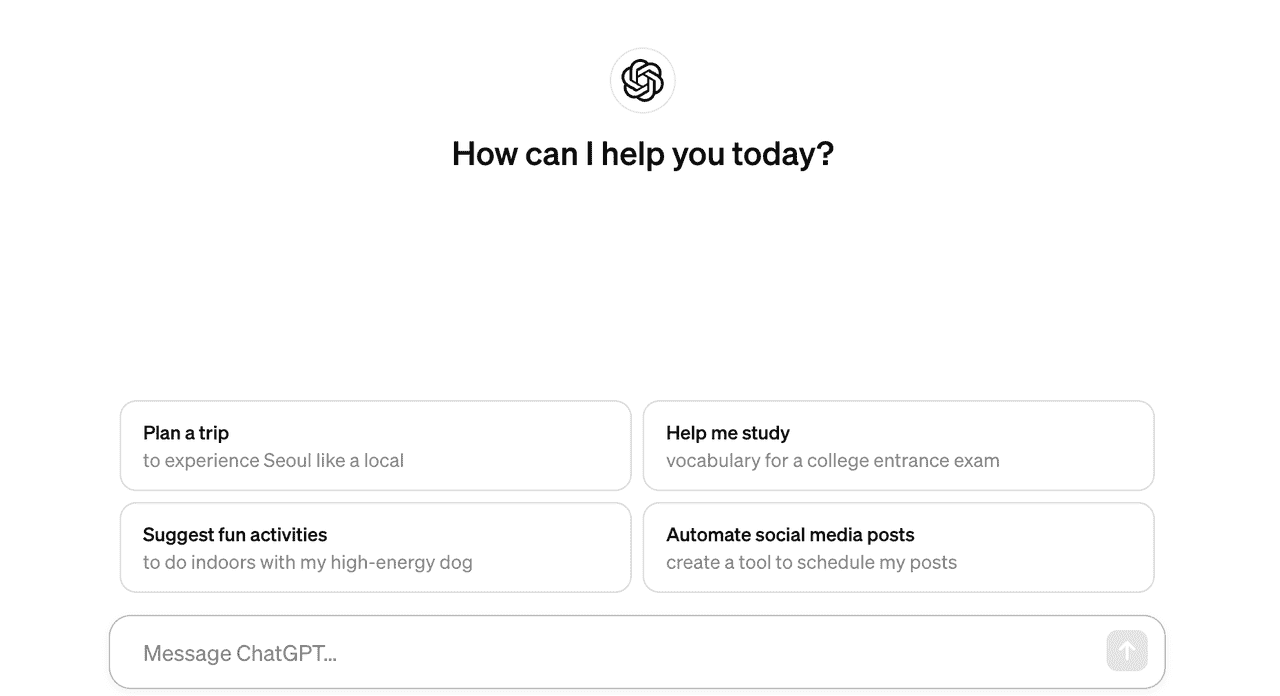 How can I help you today?
Plan a trip
to experience Seoul like a local
Help me study
vocabulary for a college entrance exam
Suggest fun activities
to do indoors with my high-energy dog
Automate social media posts
create a tool to schedule my posts
Message ChatGPT...